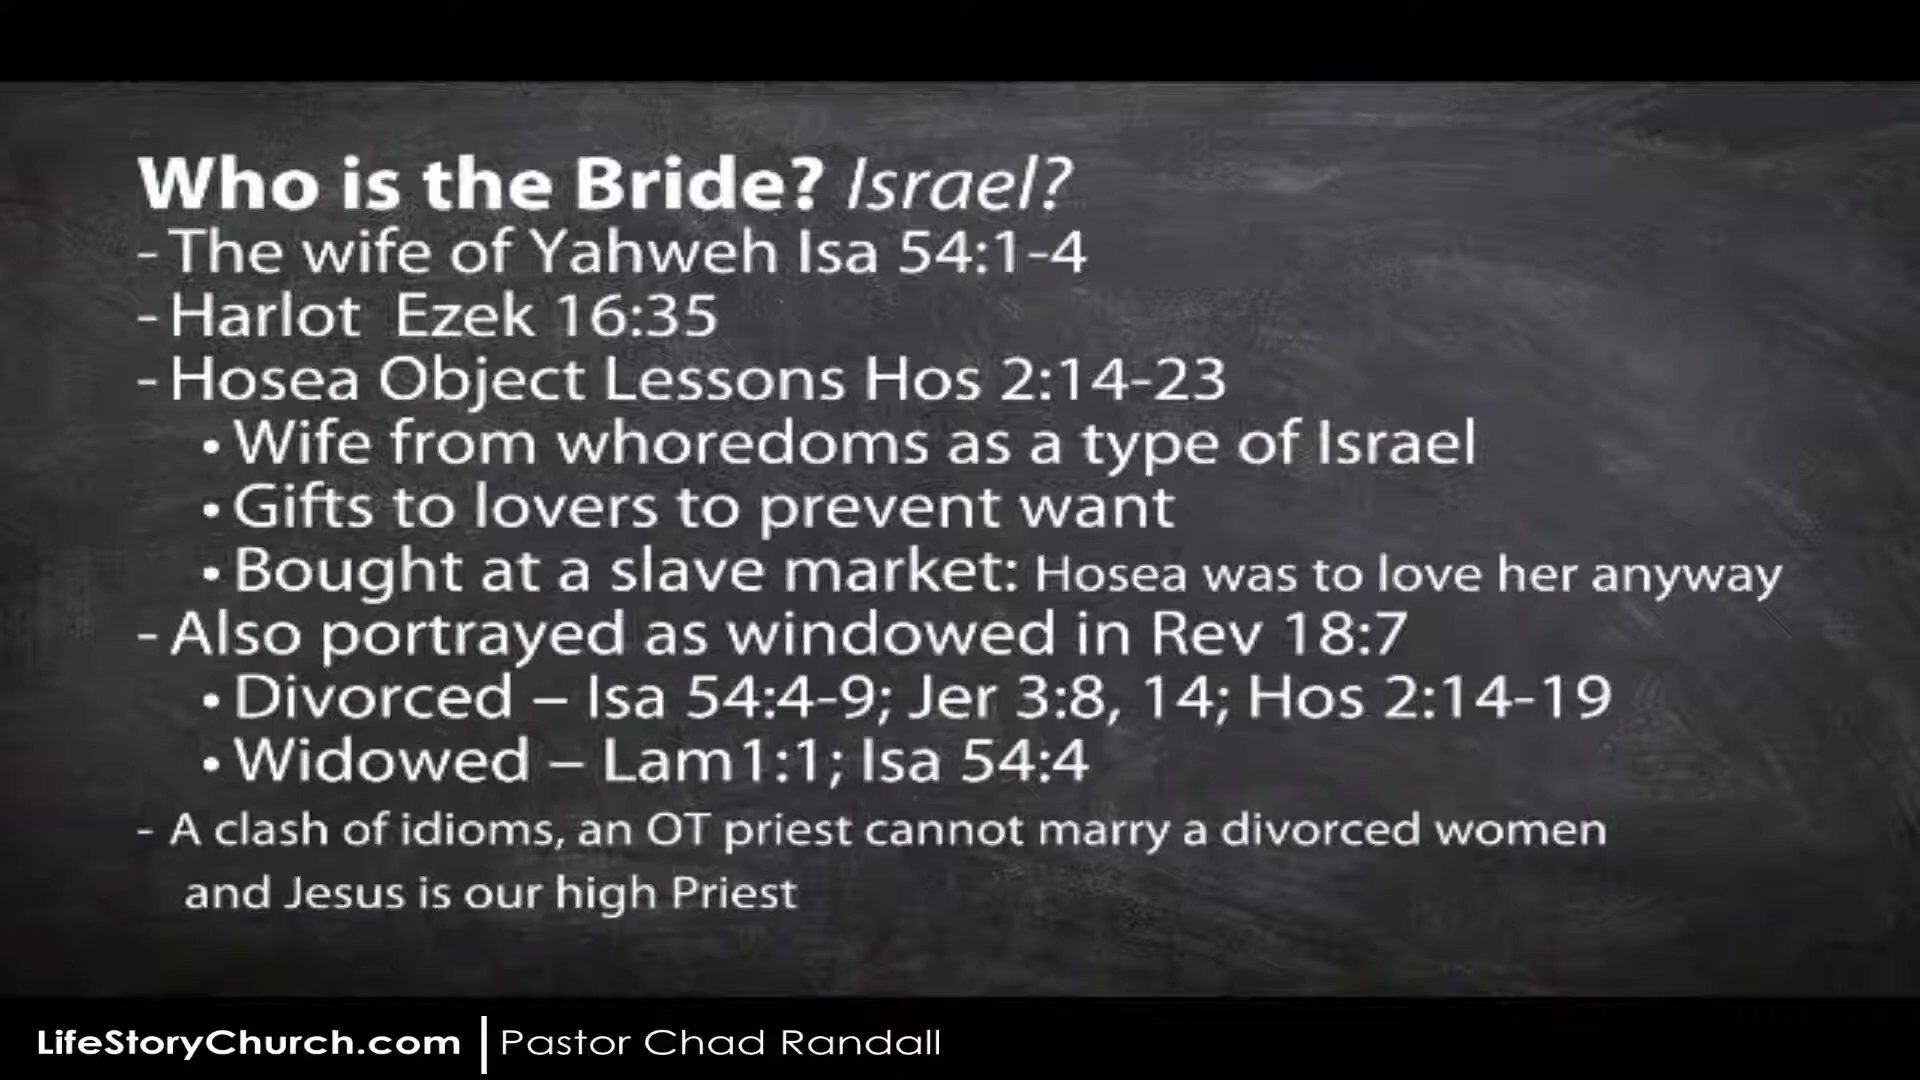 Who is the Bride? Israel?
- The wife of Yahweh Isa 54:1-4
- Harlot  Ezek 16:35
- Hosea Object Lessons Hos 2:14-23
• Wife from whoredoms as a type of Israel
• Gifts to lovers to prevent want
• Bought at a slave market: Hosea was to love her anyway
- Also portrayed as windowed in Rev 18:7
• Divorced – Isa 54:4-9; Jer 3:8, 14; Hos 2:14-19
• Widowed – Lam1:1; Isa 54:4
- A clash of idioms, an OT priest cannot marry a divorced women
and Jesus is our high Priest
LifeStoryChurch.com | Pastor Chad Randall